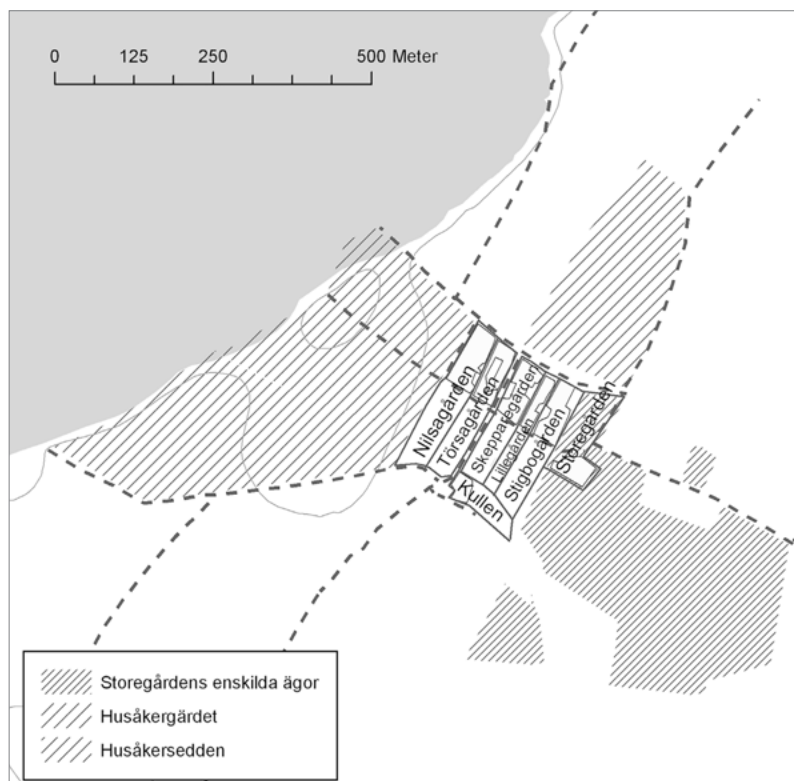 0 125 250 500 Meter
Nilsagården
Törsagården
Skepparegården
Lillegården
Stigbogården
Storegården
Kullen
Storegårdens enskilda ägor
Husåkergärdet
Husåkersedden